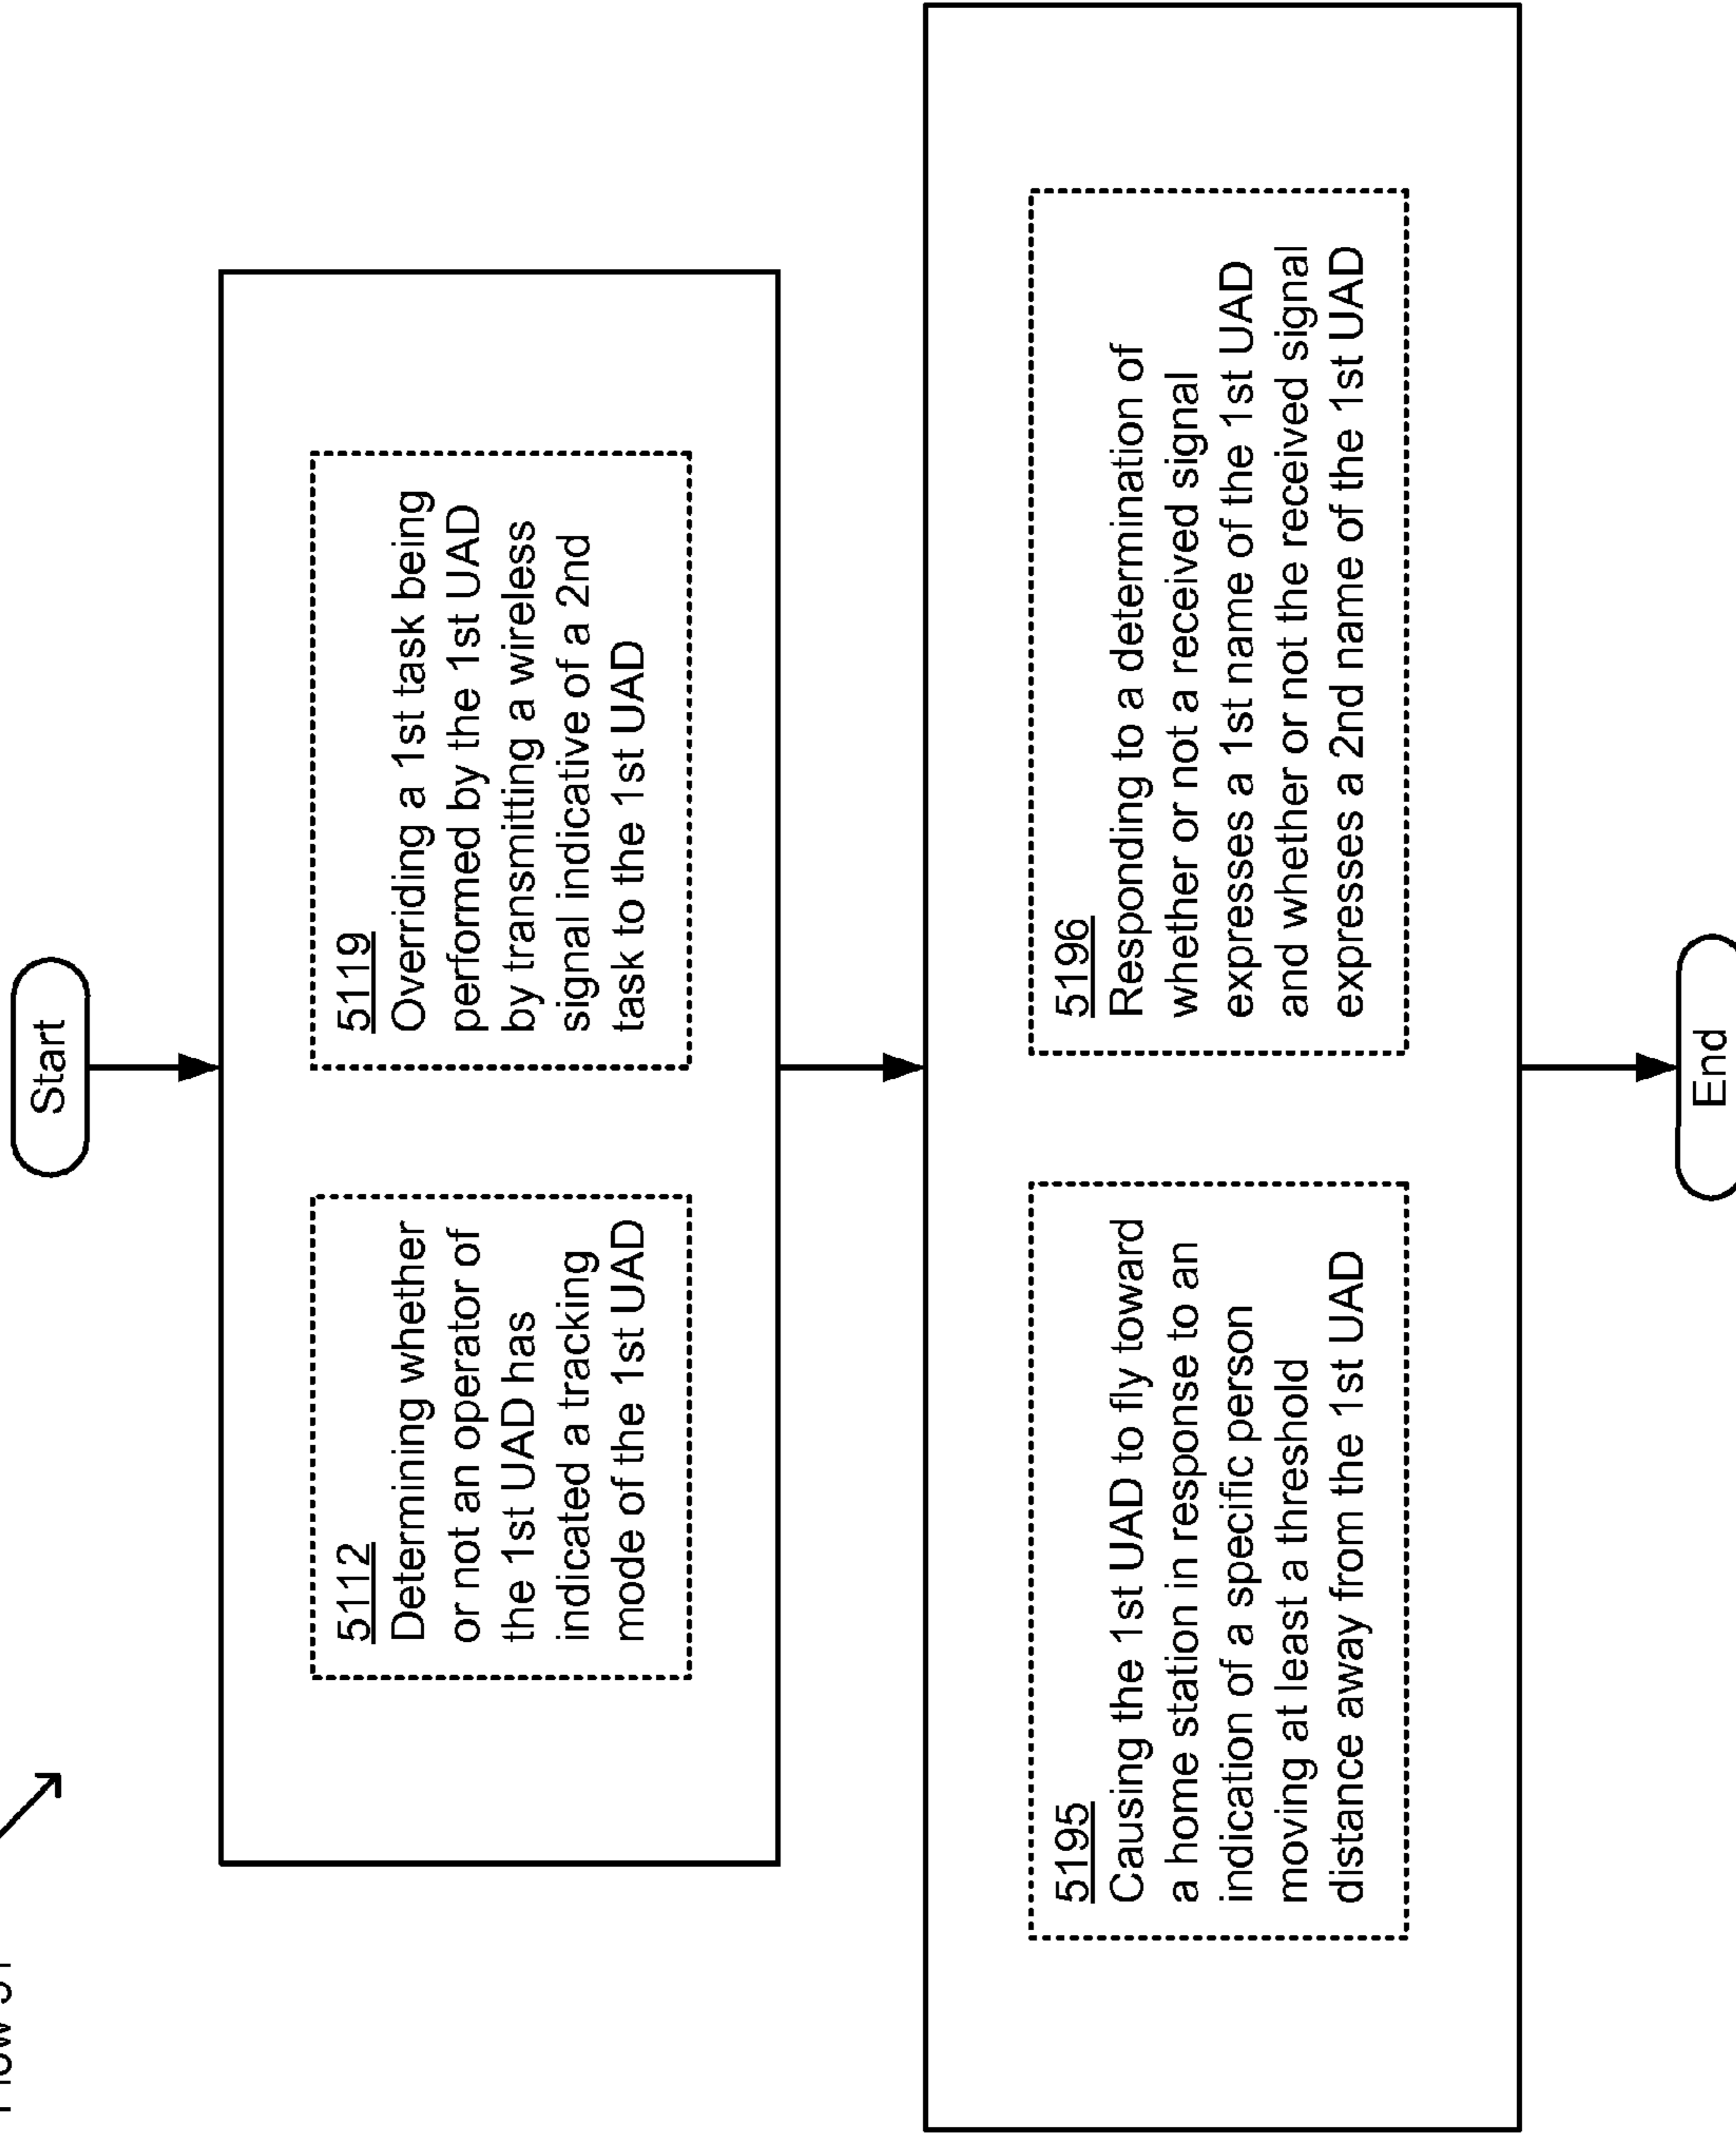 Start
5112
Determining whether
or not an operator of
the 1st UAD has
indicated a tracking
mode of the 1st UAD
5119
Overriding a 1st task being
performed by the 1st UAD
by transmitting a wireless
signal indicative of a 2nd
task to the 1st UAD
5195
Causing the 1st UAD to fly toward
a home station in response to an
indication of a specific person
moving at least a threshold
distance away from the 1st UAD
5196
Responding to a determination of
whether or not a received signal
expresses a 1st name of the 1st UAD
and whether or not the received signal
expresses a 2nd name of the 1st UAD
End